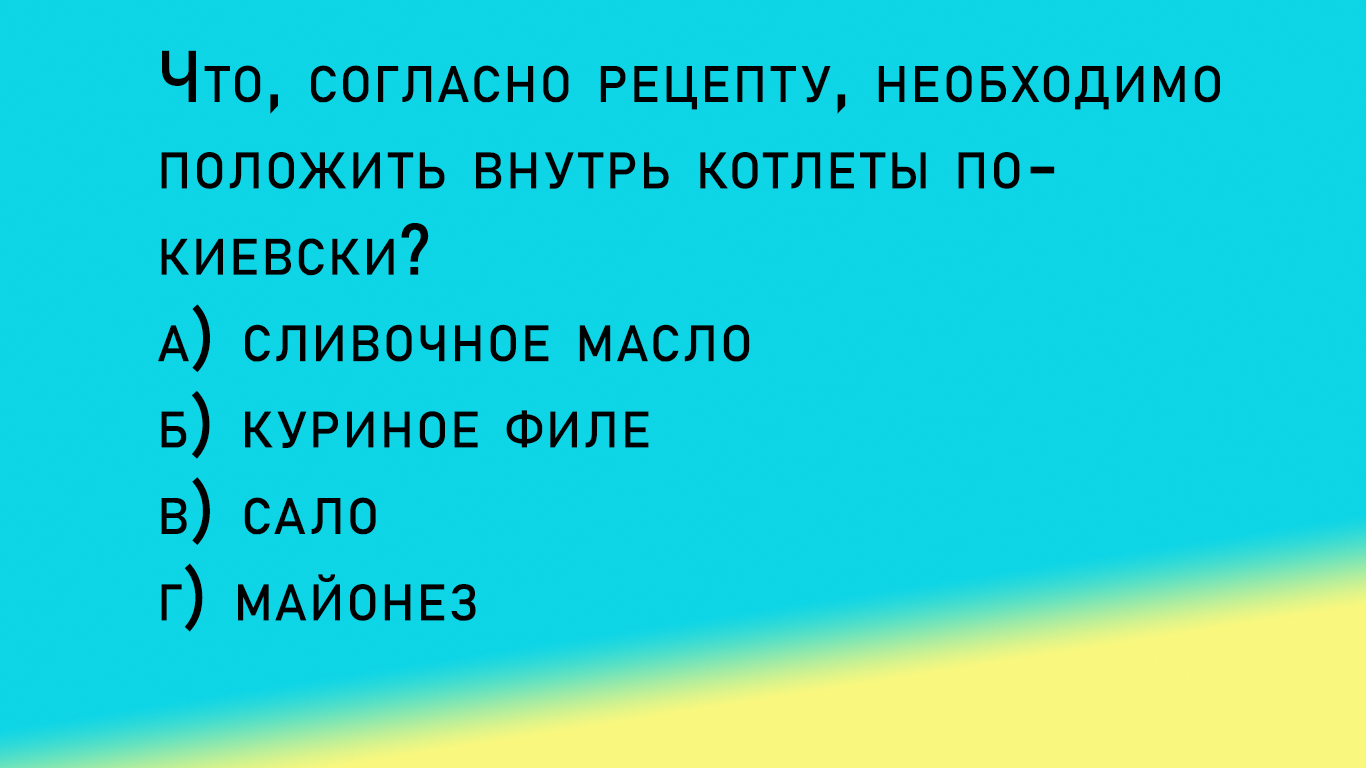 Что, согласно рецепту, необходимо
положить внутрь котлеты по-
киевски?
а) сливочное масло
б) куриное филе
в) сало
г) майонез